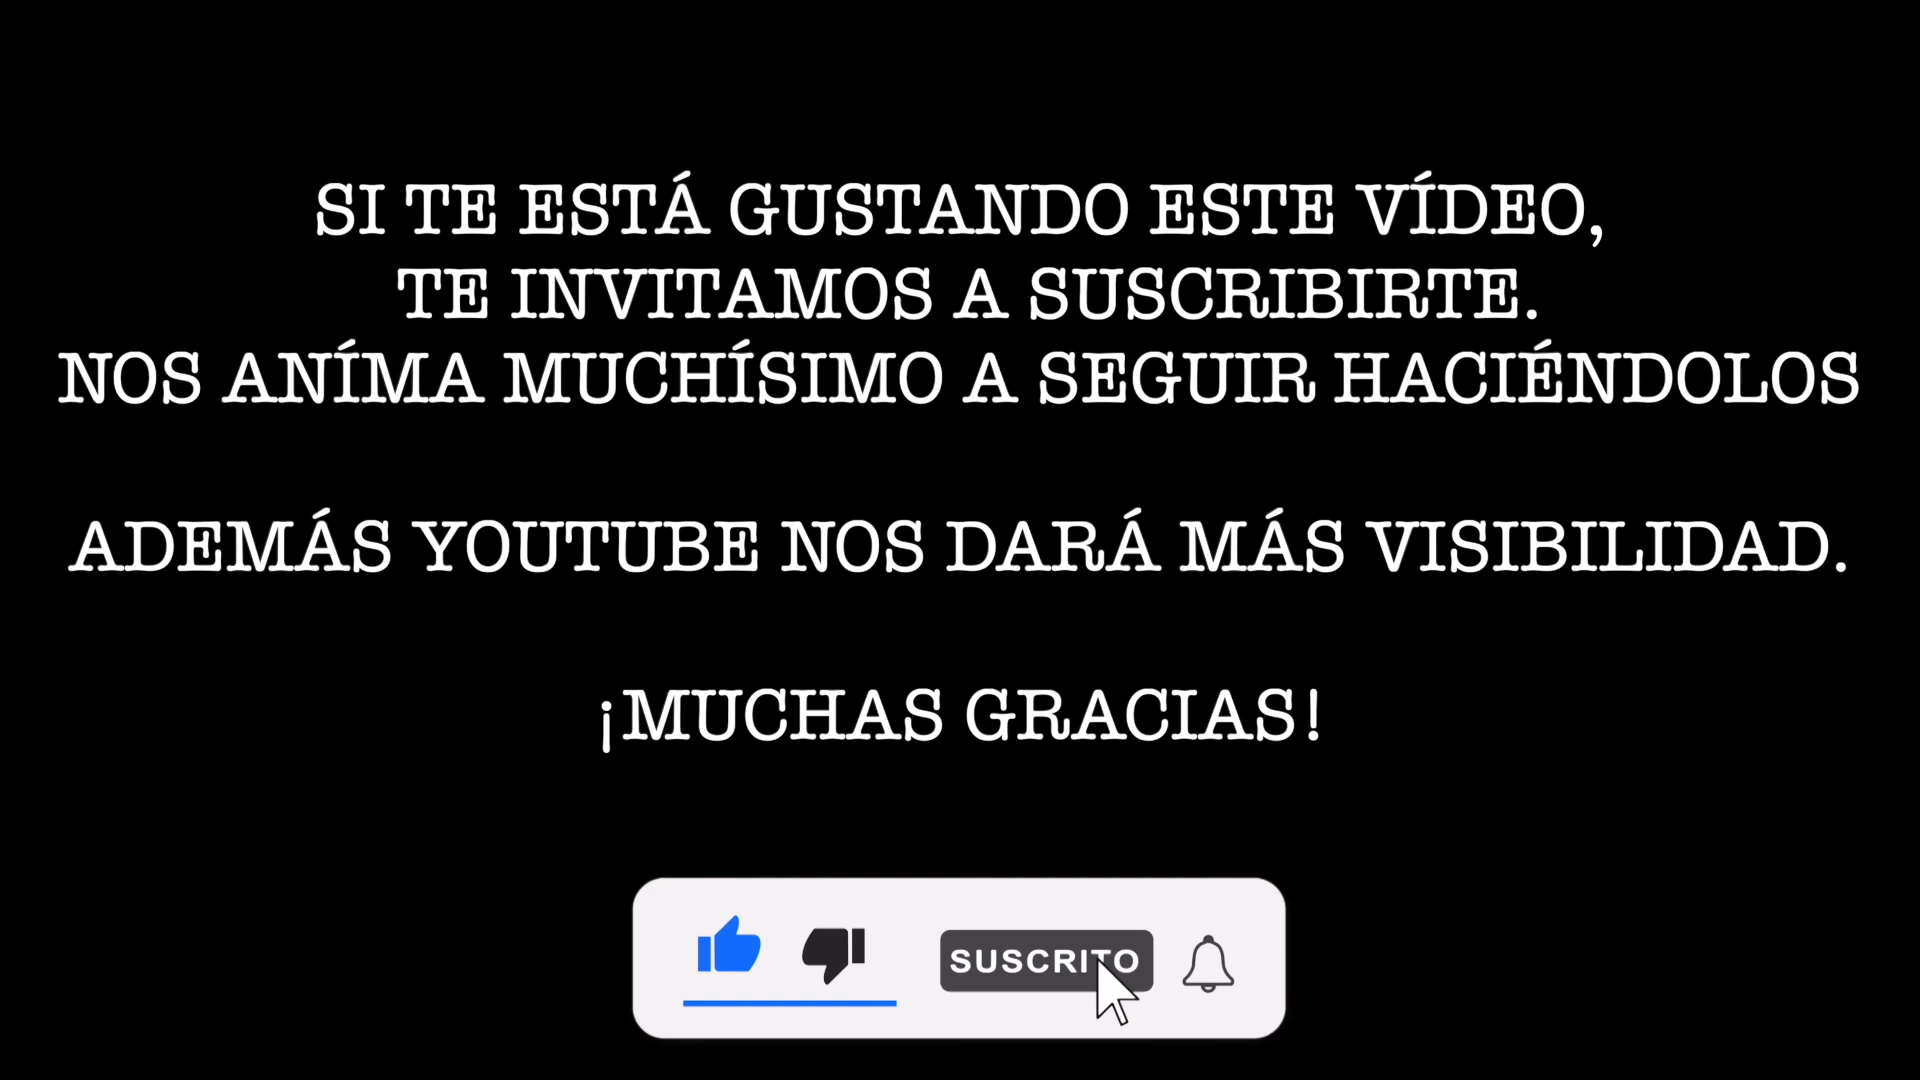 SI TE ESTÁ GUSTANDO ESTE VÍDEO,
TE INVITAMOS A SUSCRIBIRTE.
NOS ANÍMA MUCHÍSIMO A SEGUIR HACIÉNDOLOS
ADEMÁS YOUTUBE NOS DARÁ MÁS VISIBILIDAD.
¡MUCHAS GRACIAS!
SUSCRITO